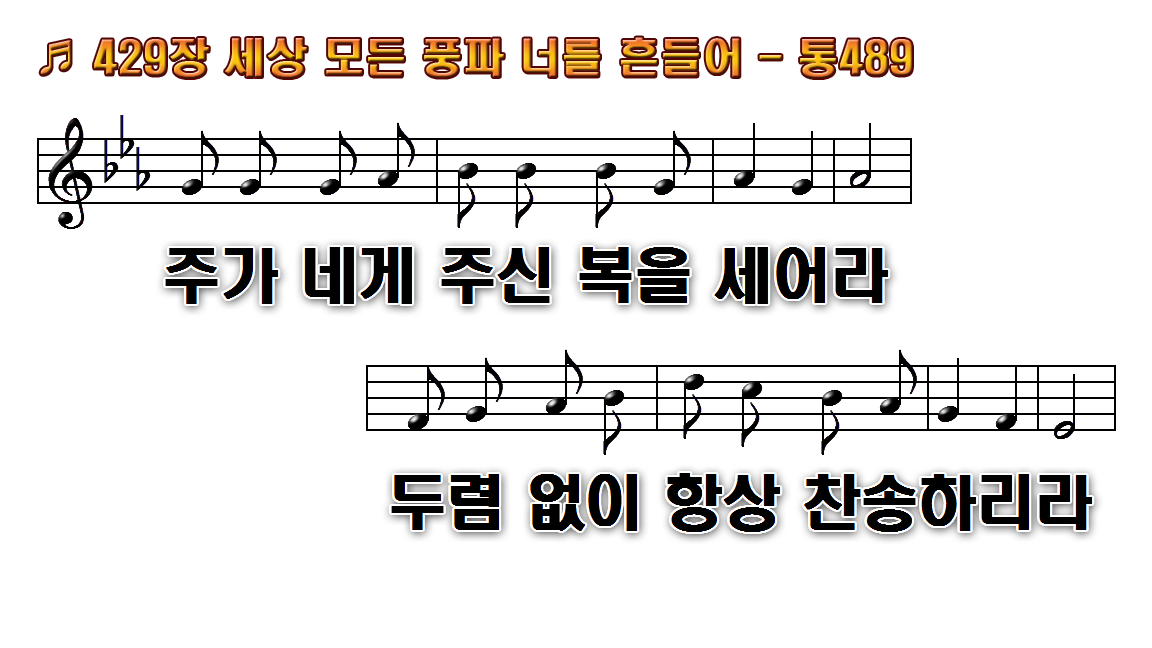 ♬ 429장 세상 모든 풍파 너를 흔들어 - 통489
주가 네게 주신 복을 세어라
두렴 없이 항상 찬송하리라